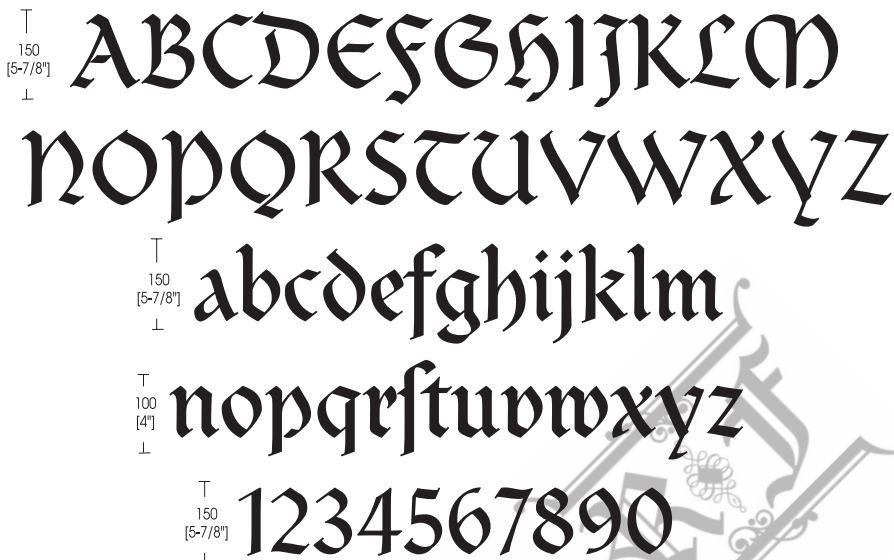 150
[5-7/8"]
ABCDEFGHIJKLM
NOPQRSTUVWXYZ
150
[5-7/8"]
abcdefghijklm
100
[4"]
nopqrſtuvwxyz
150
[5-7/8"]
1234567890